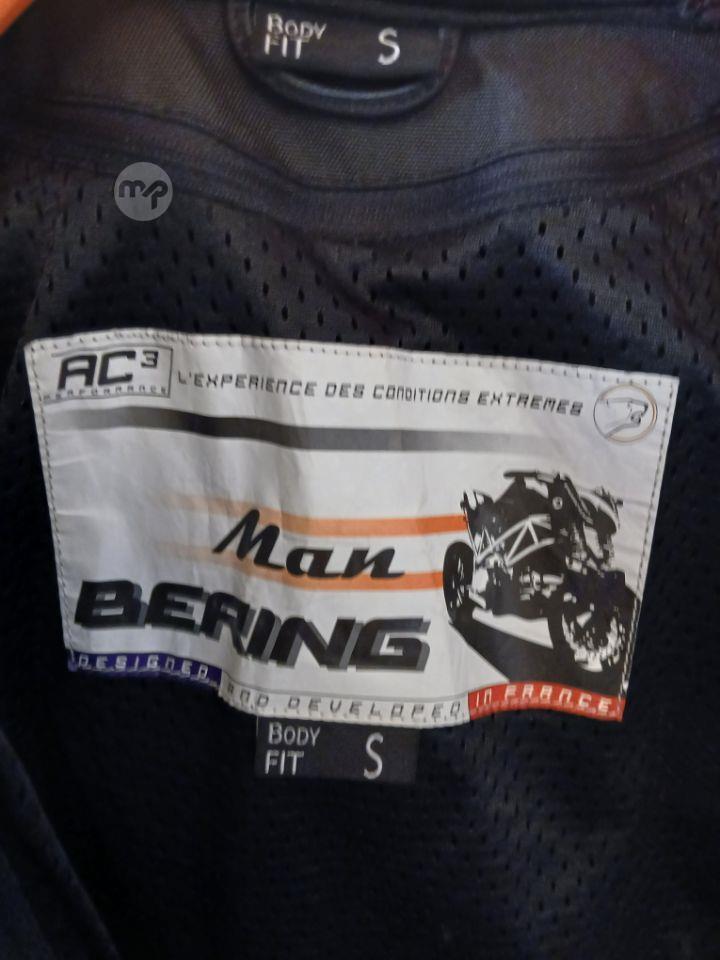 BODY
FIT S
mp
AC3
PERFORMANCE
L'EXPERIENCE DES CONDITIONS EXTREMES
Man
BERING
DESIGNED AND DEVELOPED IN FRANCE
BODY
FIT S